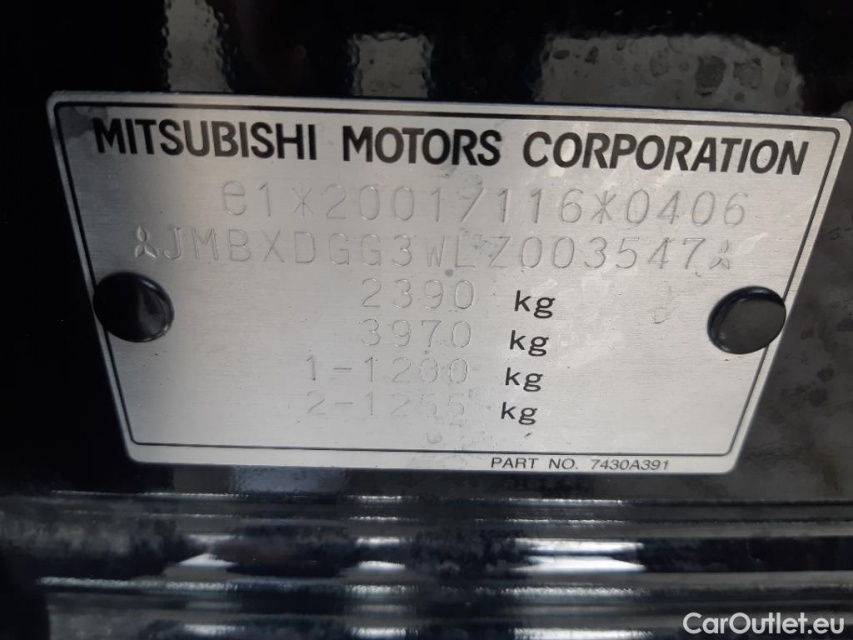 MITSUBISHI MOTORS CORPORATION
e1*2001/116*0406
JMBXDGG3WLZ003547
2390 kg
3970 kg
1-1200 kg
2-1255 kg
PART NO. 7430A391
CarOutlet.eu